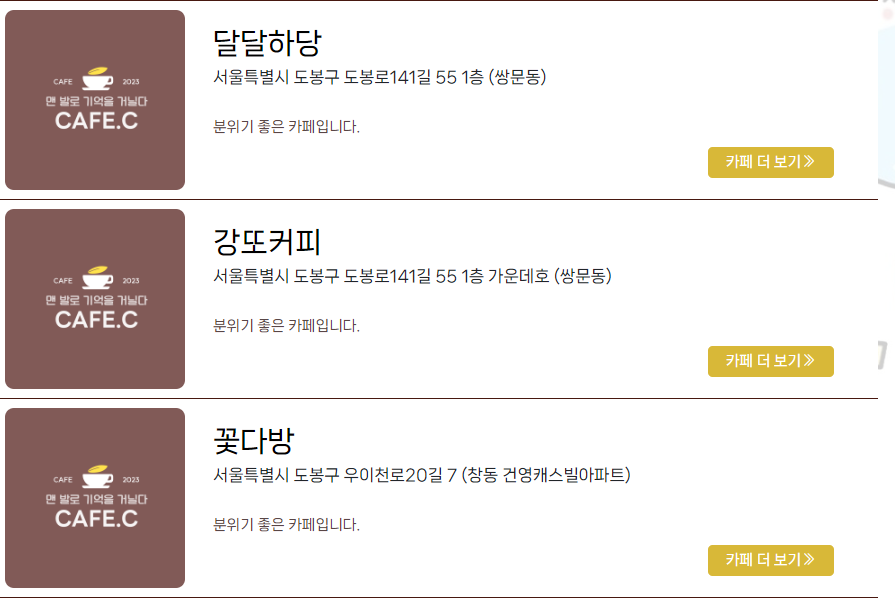 CAFE 2023
맨 발로 기억을 거닐다
CAFE.C
달달하당
서울특별시 도봉구 도봉로141길 55 1층 (쌍문동)
분위기 좋은 카페입니다.
카페 더 보기 »
CAFE 2023
맨 발로 기억을 거닐다
CAFE.C
강또커피
서울특별시 도봉구 도봉로141길 55 1층 가운데호 (쌍문동)
분위기 좋은 카페입니다.
카페 더 보기 »
CAFE 2023
맨 발로 기억을 거닐다
CAFE.C
꽃다방
서울특별시 도봉구 우이천로20길 7 (창동 건영캐스빌아파트)
분위기 좋은 카페입니다.
카페 더 보기 »